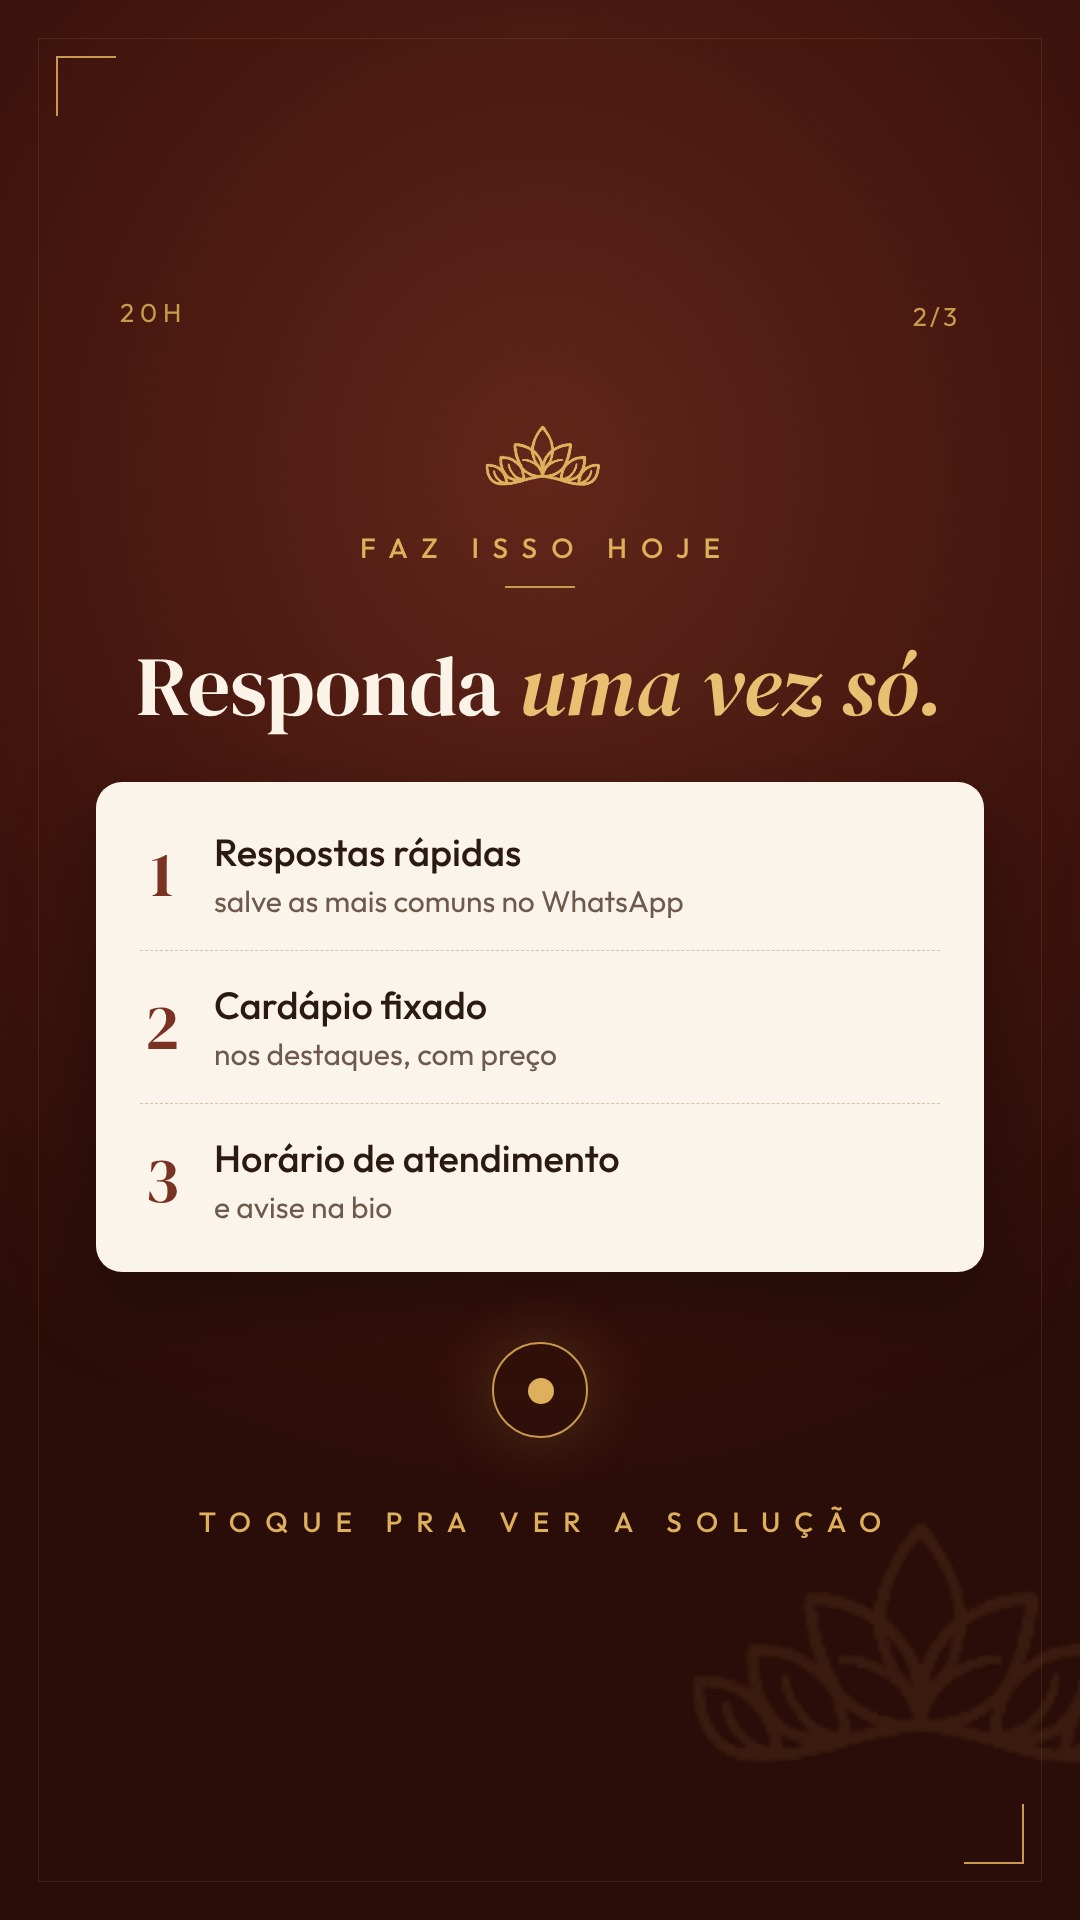 20H
2/3
FAZ ISSO HOJE
Responda uma vez só.
1
Respostas rápidas
salve as mais comuns no WhatsApp
2
Cardápio fixado
nos destaques, com preço
3
Horário de atendimento
e avise na bio
TOQUE PRA VER A SOLUÇÃO